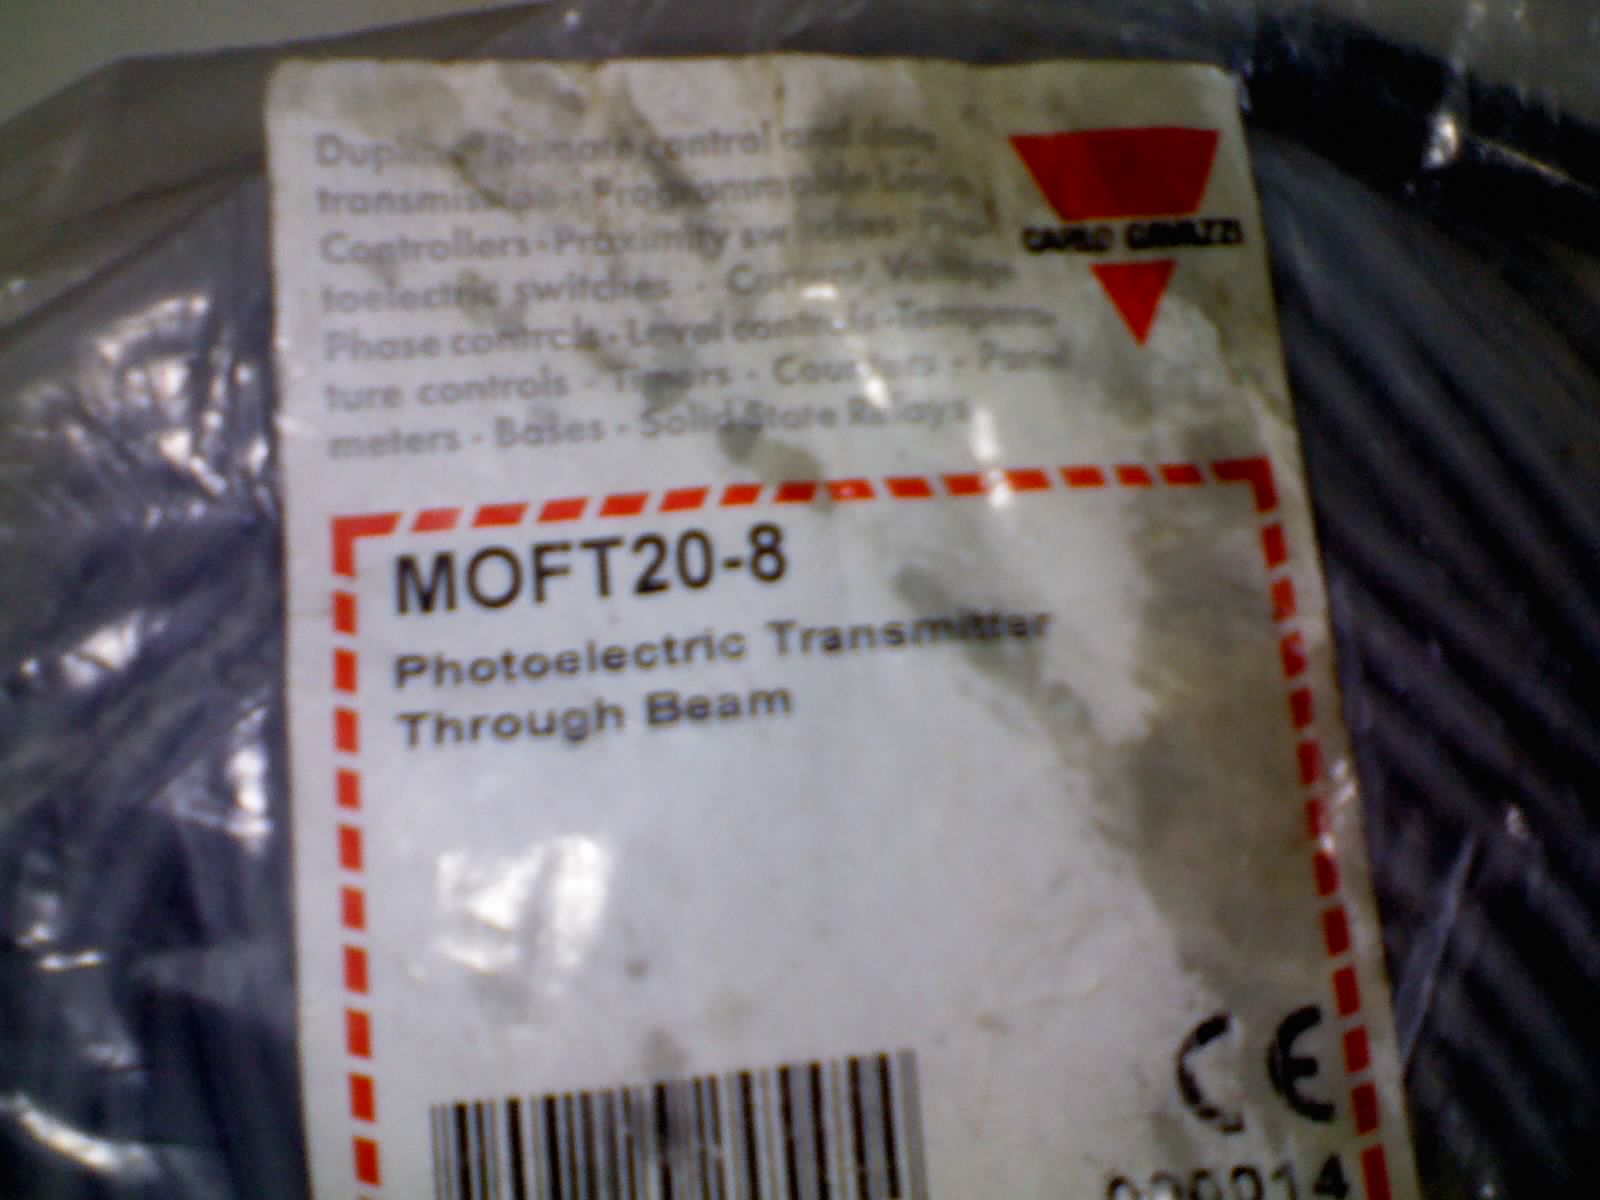 Duplin Remote control and data
transmission - Programmable Logic
Controllers - Proximity switches - Pho
toelectric switches - Current Voltage
Phase controls - Level controls - Tempera
ture controls - Timers - Counters - Panel
meters - Bases - Solid State Relays
CARLO GAVAZZI
MOFT20-8
Photoelectric Transmitter
Through Beam
CE